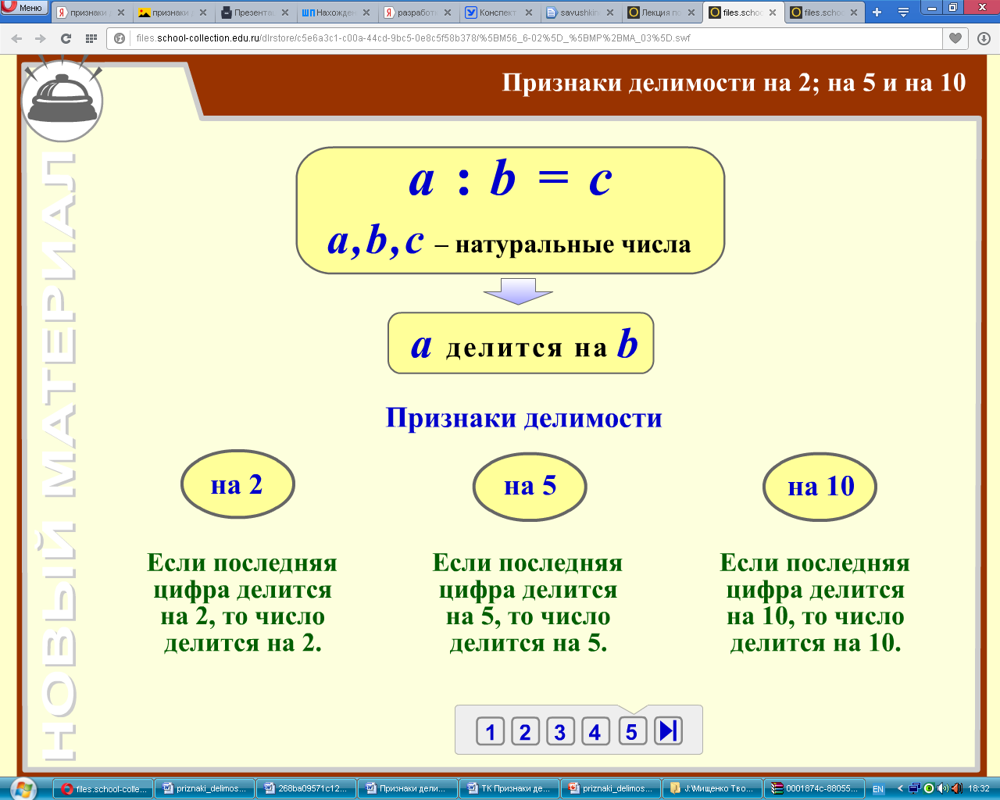 Меню
признаки д
признаки д
Презентац
ШП Нахожден
разработк
Конспект
savushkin
Лекция по
files.schoo
files.schoo
files.school-collection.edu.ru/dlrstore/c5e6a3c1-c00a-44cd-9bc5-0e8c5f58b378/%5BM56_6-02%5D_%5BMP%2BMA_03%5D.swf
Признаки делимости на 2; на 5 и на 10
НОВЫЙ МАТЕРИАЛ
a : b = c
a,b,c – натуральные числа
a делится на b
Признаки делимости
на 2
на 5
на 10
Если последняя
цифра делится
на 2, то число
делится на 2.
Если последняя
цифра делится
на 5, то число
делится на 5.
Если последняя
цифра делится
на 10, то число
делится на 10.
1 2 3 4 5
files.school-colle...
priznaki_delimos...
268ba09571c12...
Признаки дели...
ТК Признаки де...
priznaki_delimos...
J:\Мищенко Тво...
0001874c-88055...
EN
18:32